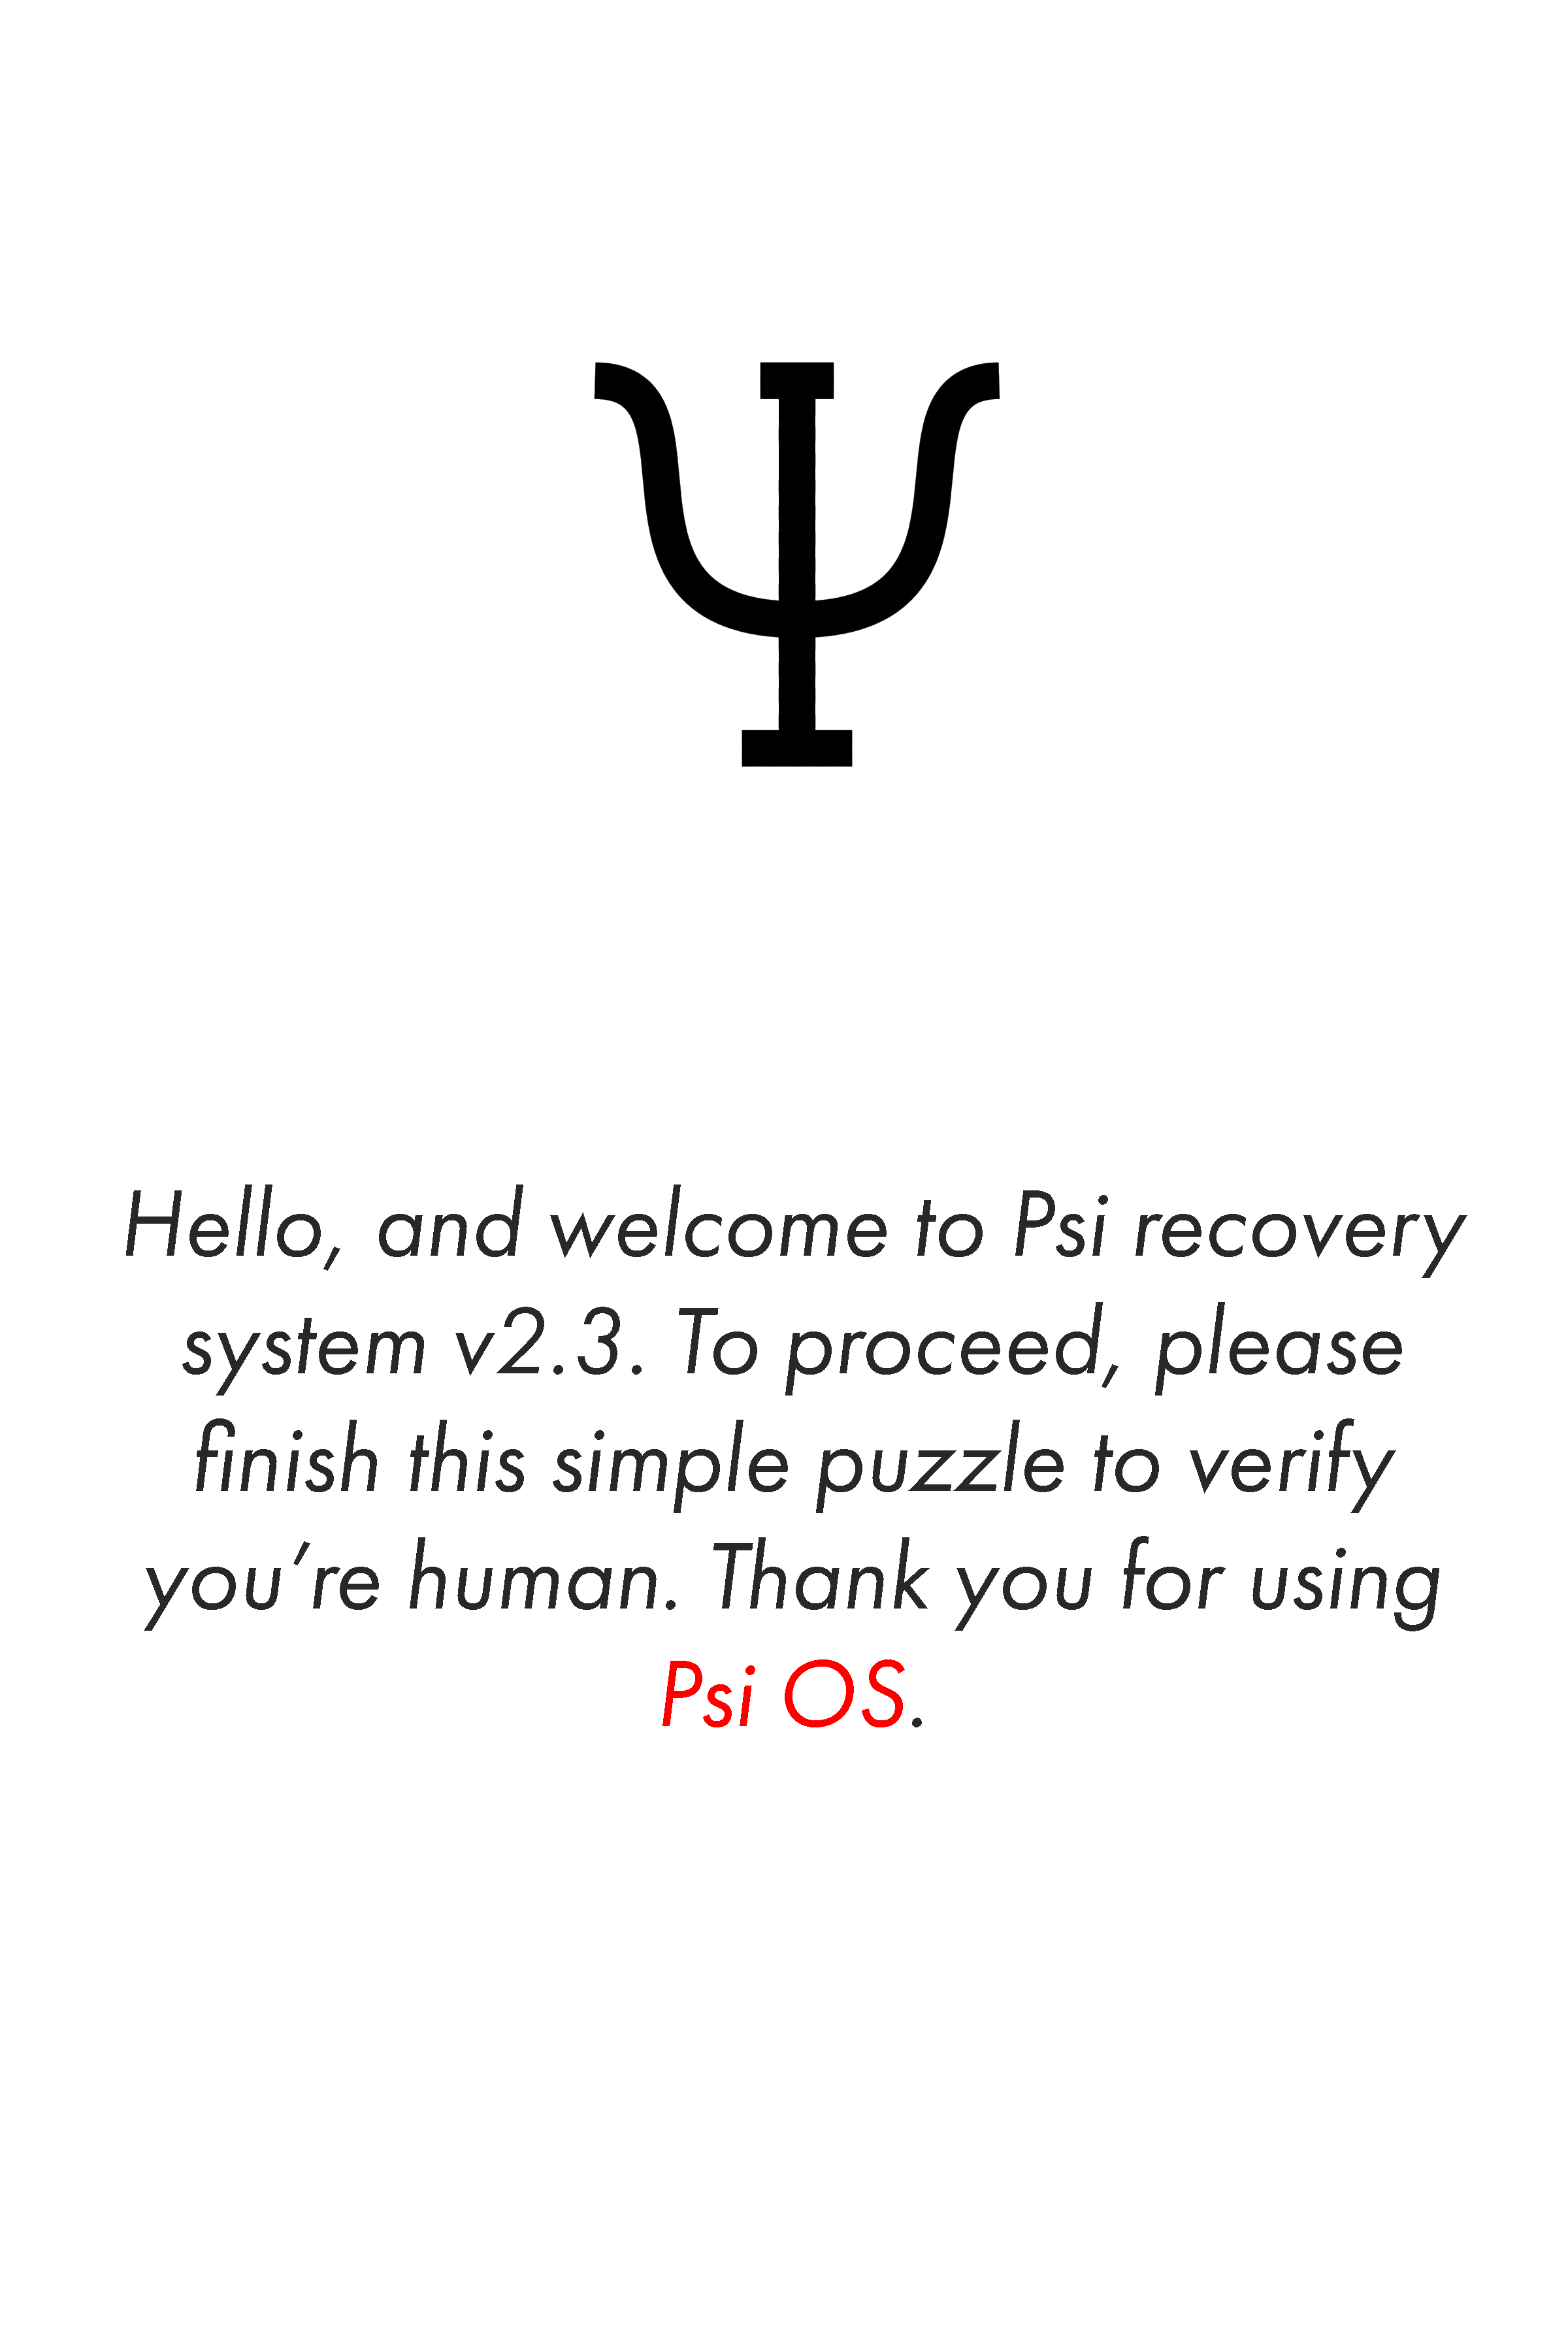 Ψ
Hello, and welcome to Psi recovery
system v2.3. To proceed, please
finish this simple puzzle to verify
you’re human. Thank you for using
Psi OS.